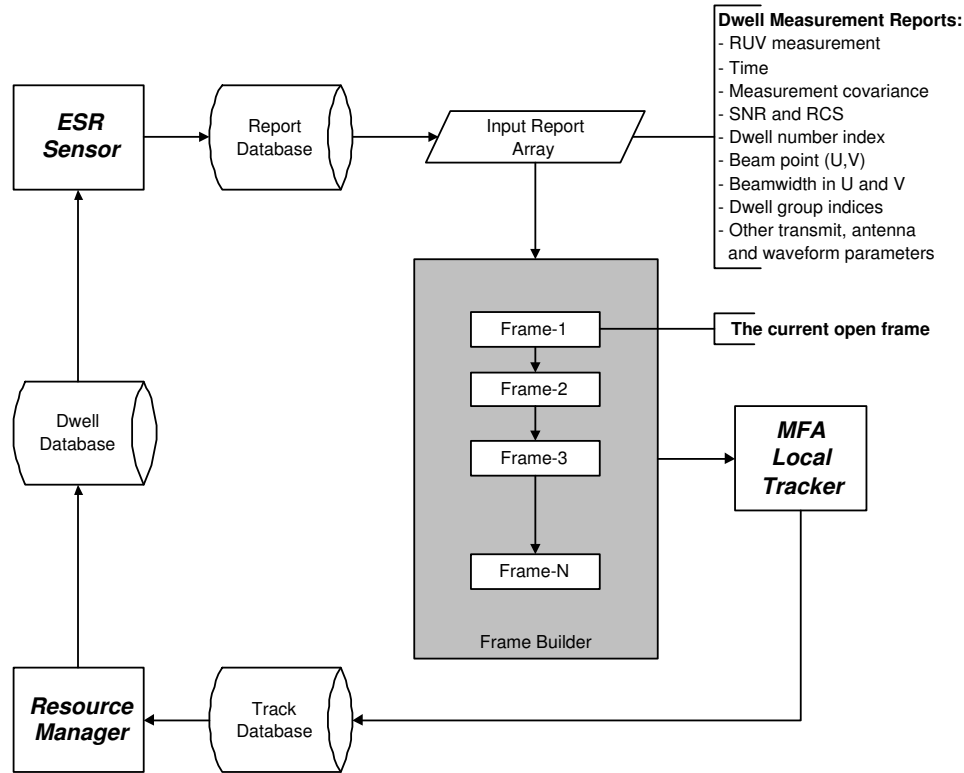 Dwell Measurement Reports:
- RUV measurement
- Time
- Measurement covariance
- SNR and RCS
- Dwell number index
- Beam point (U,V)
- Beamwidth in U and V
- Dwell group indices
- Other transmit, antenna
and waveform parameters
ESR
Sensor
Report
Database
Input Report
Array
Frame-1
The current open frame
Frame-2
Frame-3
Frame-N
Frame Builder
Dwell
Database
MFA
Local
Tracker
Resource
Manager
Track
Database